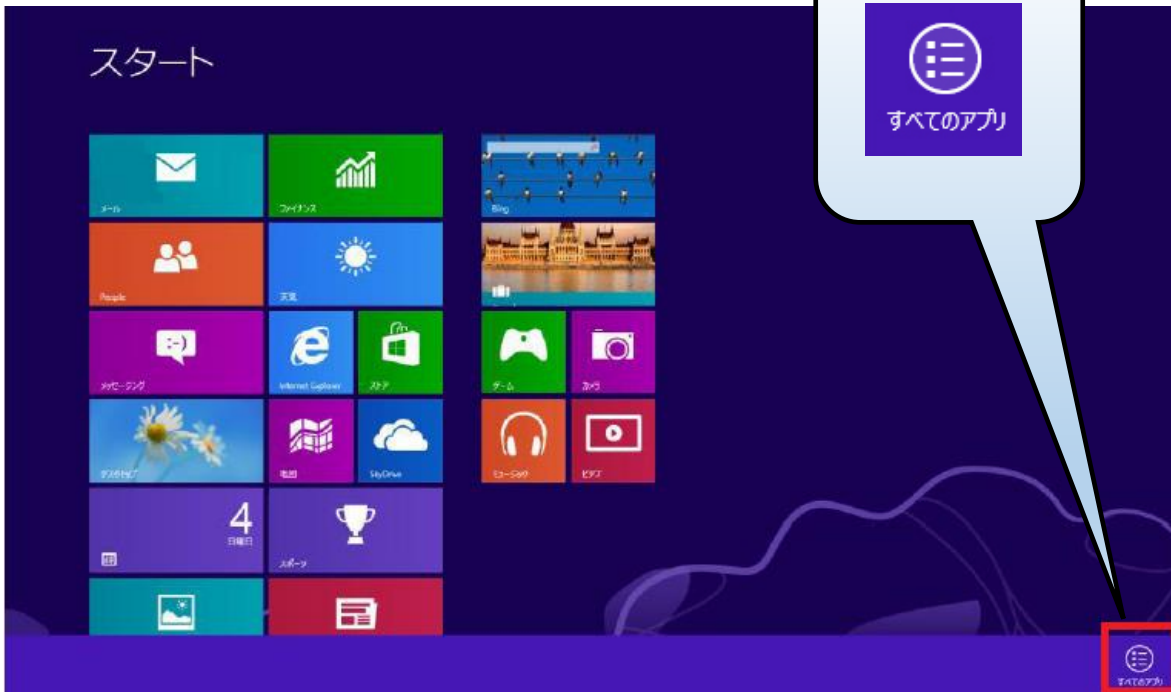 スタート
すべてのアプリ
メール
ファイナンス
Bing
People
天気
メッセージング
Internet Explorer
ストア
ゲーム
カメラ
デスクトップ
地図
SkyDrive
ミュージック
ビデオ
4
日曜日
スポーツ
すべてのアプリ